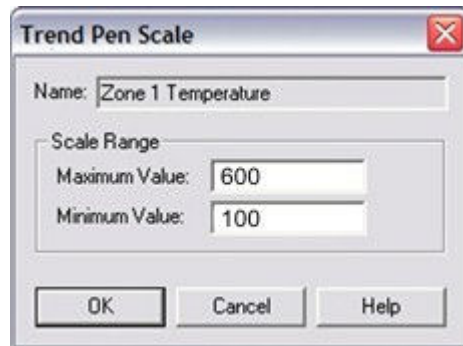 Trend Pen Scale
Name: Zone 1 Temperature
Scale Range
Maximum Value: 600
Minimum Value: 100
OK Cancel Help